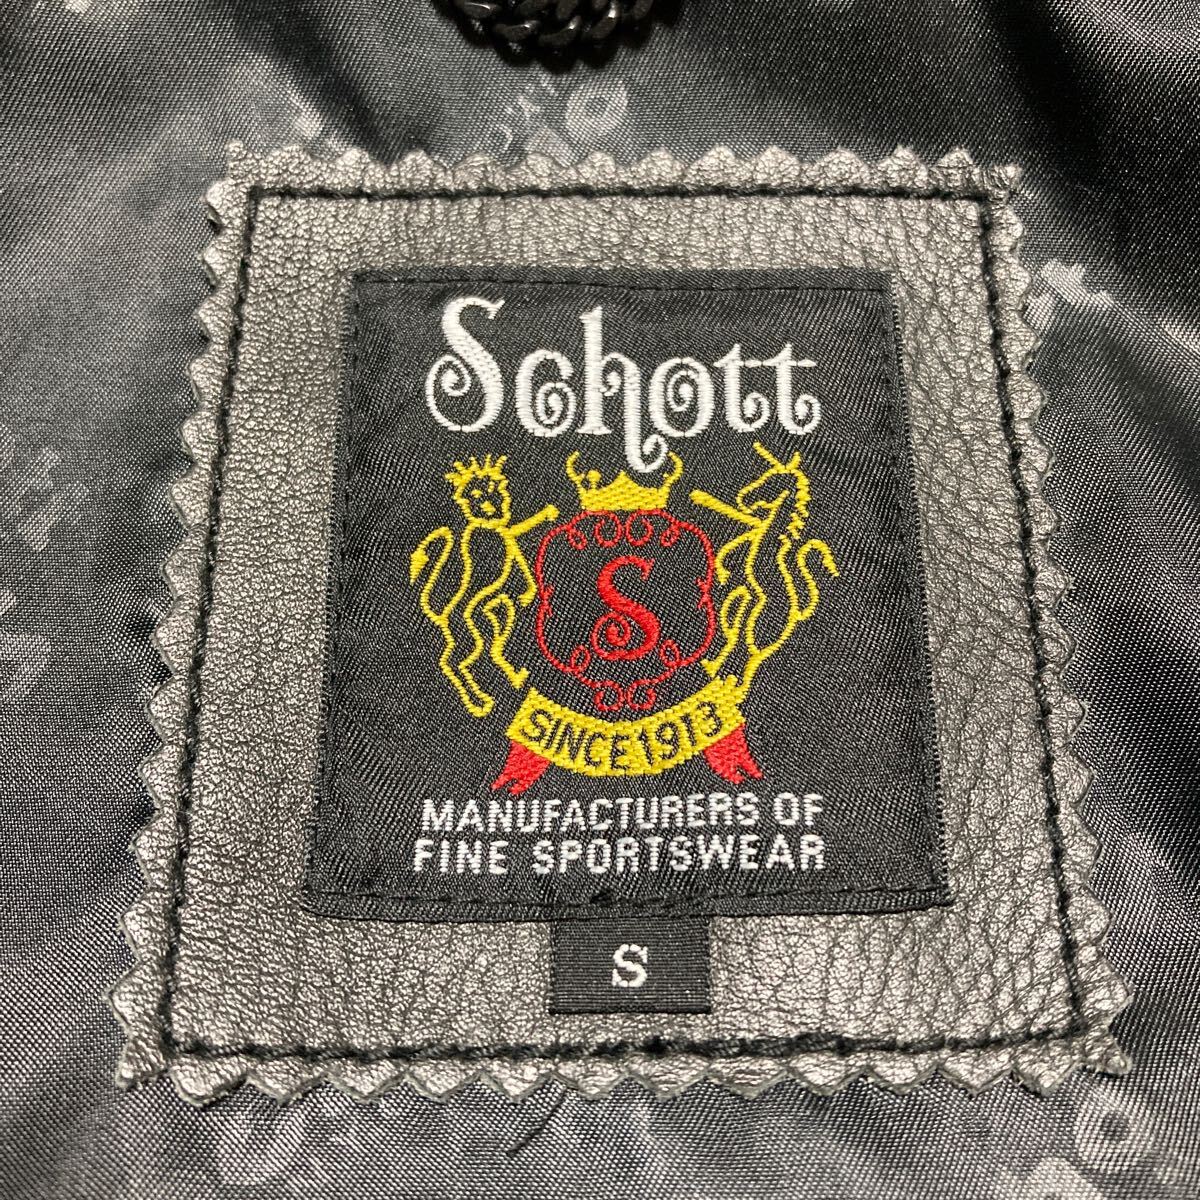 Schott
S
SINCE 1913
MANUFACTURERS OF
FINE SPORTSWEAR
S